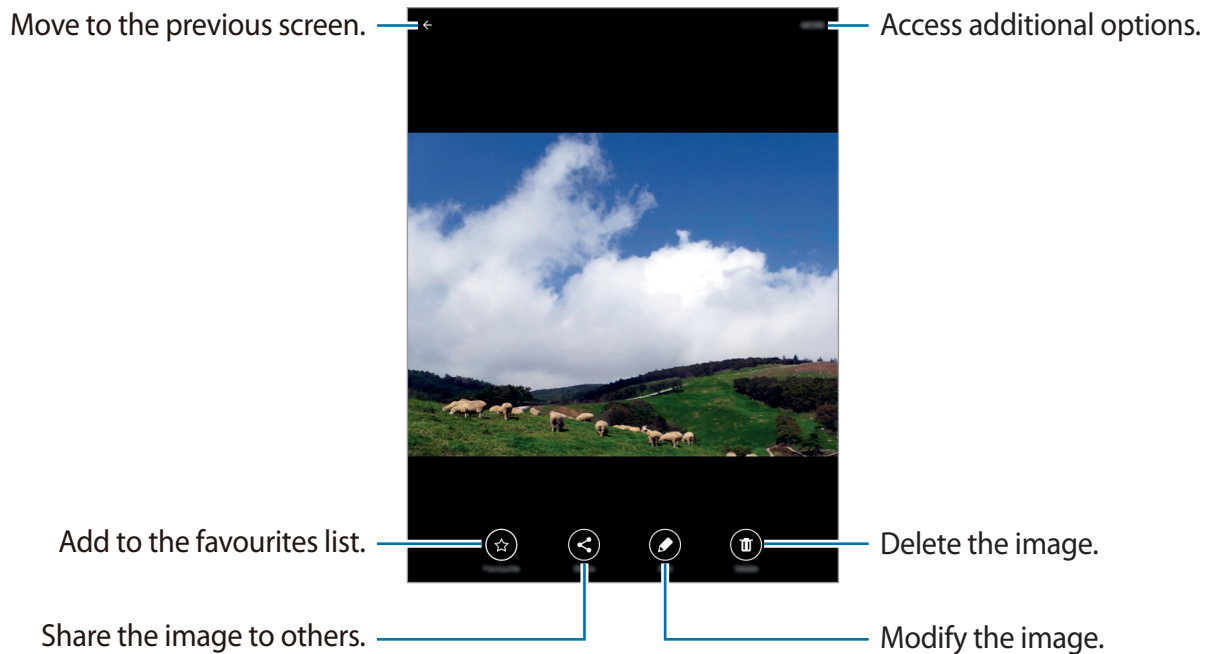 Move to the previous screen.
Access additional options.
Add to the favourites list.
Delete the image.
Share the image to others.
Modify the image.